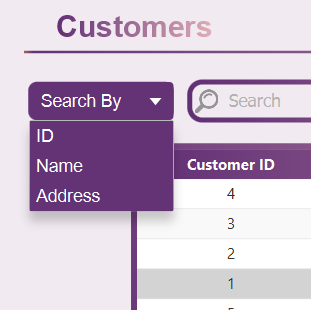 Customers
Search By
Search
ID
Name
Address
Customer ID
4
3
2
1